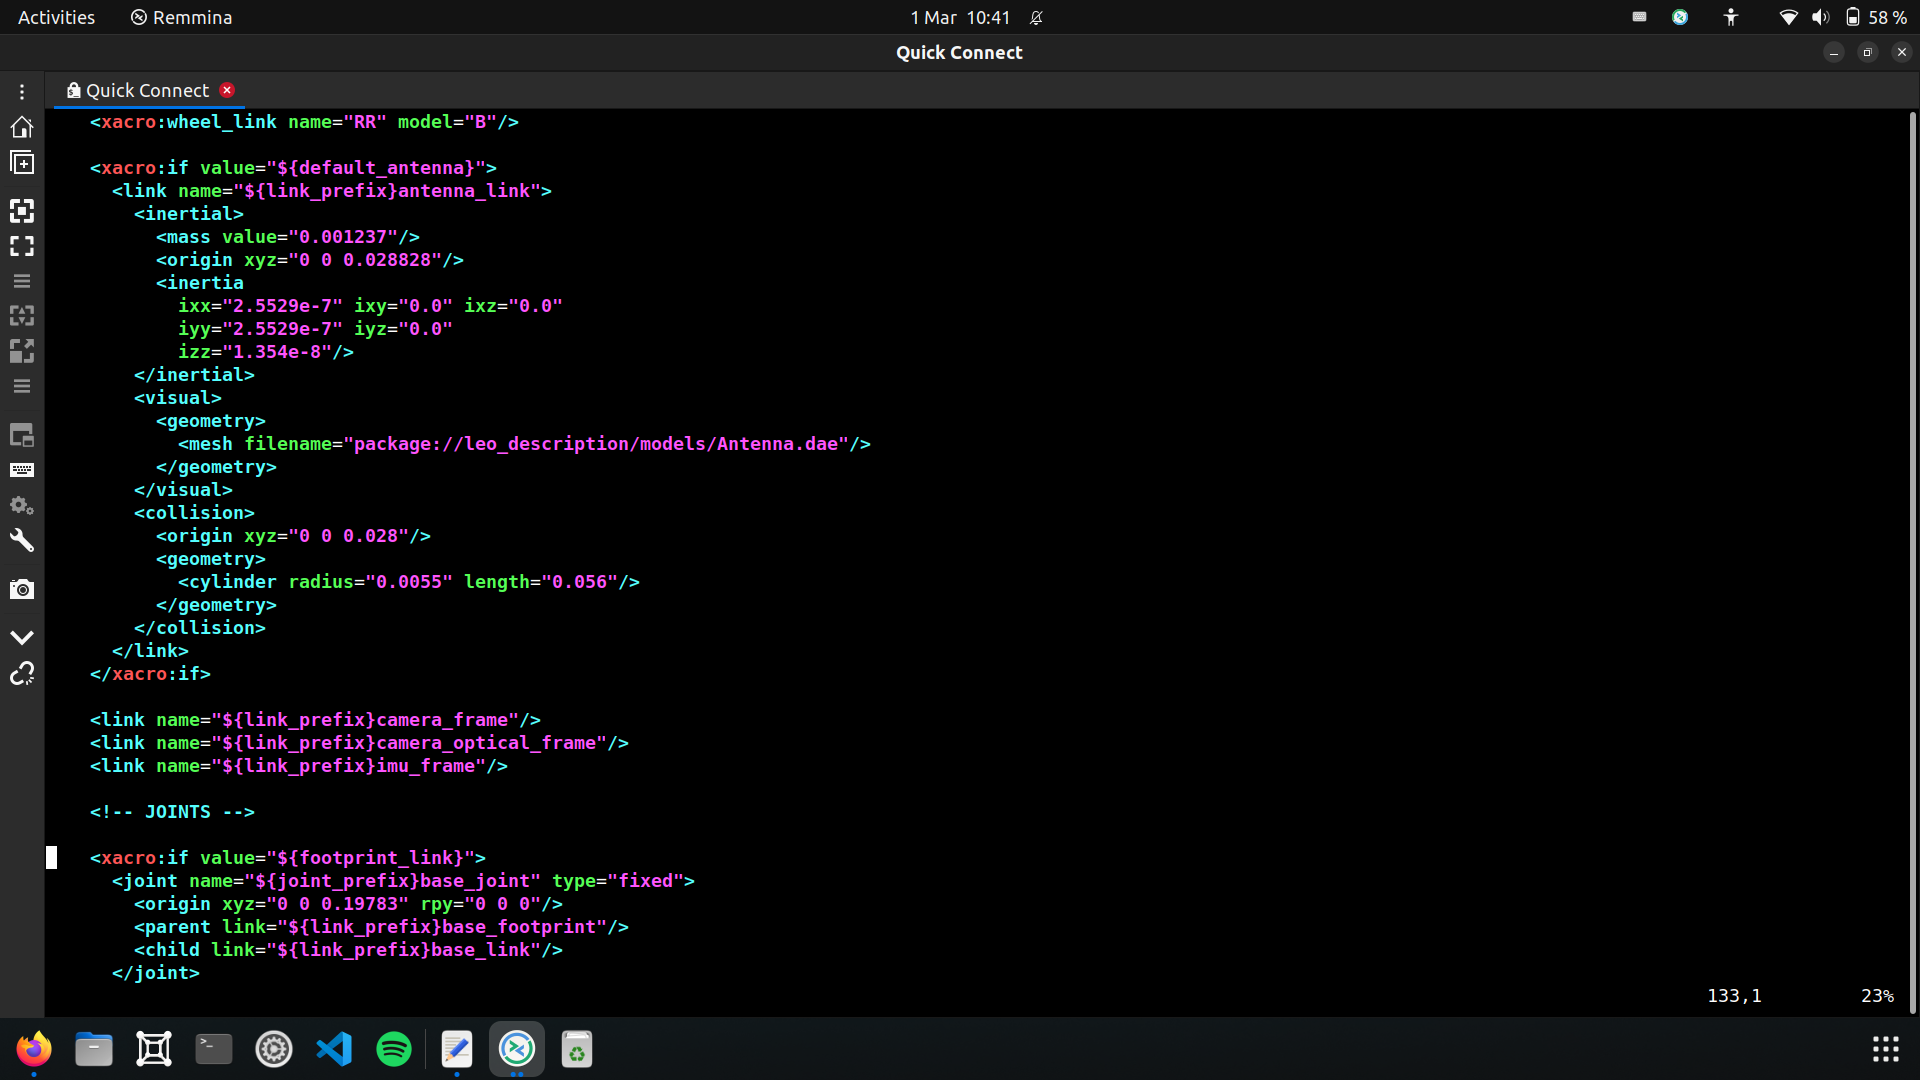 Activities Remmina 1 Mar 10:41 58 %
Quick Connect
Quick Connect
<xacro:wheel_link name="RR" model="B"/>
<xacro:if value="${default_antenna}">
<link name="${link_prefix}antenna_link">
<inertial>
<mass value="0.001237"/>
<origin xyz="0 0 0.028828"/>
<inertia
ixx="2.5529e-7" ixy="0.0" ixz="0.0"
iyy="2.5529e-7" iyz="0.0"
izz="1.354e-8"/>
</inertial>
<visual>
<geometry>
<mesh filename="package://leo_description/models/Antenna.dae"/>
</geometry>
</visual>
<collision>
<origin xyz="0 0 0.028"/>
<geometry>
<cylinder radius="0.0055" length="0.056"/>
</geometry>
</collision>
</link>
</xacro:if>
<link name="${link_prefix}camera_frame"/>
<link name="${link_prefix}camera_optical_frame"/>
<link name="${link_prefix}imu_frame"/>
<!-- JOINTS -->
<xacro:if value="${footprint_link}">
<joint name="${joint_prefix}base_joint" type="fixed">
<origin xyz="0 0 0.19783" rpy="0 0 0"/>
<parent link="${link_prefix}base_footprint"/>
<child link="${link_prefix}base_link"/>
</joint>
133,1 23%